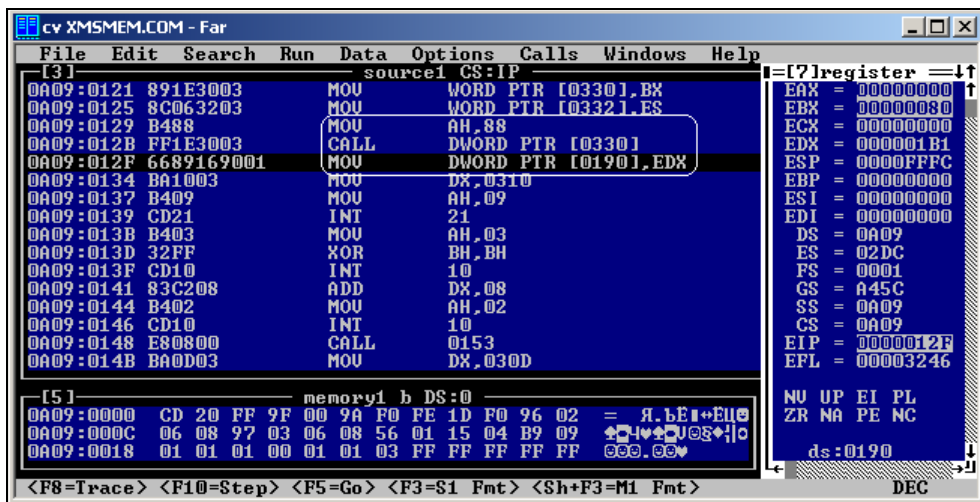 cv XMSMEM.COM - Far
File Edit Search Run Data Options Calls Windows Help
[3] source1 CS:IP
0A09:0121 891E3003 MOV WORD PTR [0330],BX
0A09:0125 8C063203 MOV WORD PTR [0332],ES
0A09:0129 B488 MOV AH,88
0A09:012B FF1E3003 CALL DWORD PTR [0330]
0A09:012F 6689169001 MOV DWORD PTR [0190],EDX
0A09:0134 BA1003 MOV DX,0310
0A09:0137 B409 MOV AH,09
0A09:0139 CD21 INT 21
0A09:013B B403 MOV AH,03
0A09:013D 32FF XOR BH,BH
0A09:013F CD10 INT 10
0A09:0141 83C208 ADD DX,08
0A09:0144 B402 MOV AH,02
0A09:0146 CD10 INT 10
0A09:0148 E80800 CALL 0153
0A09:014B BA0D03 MOV DX,030D
[5] memory1 b DS:0
0A09:0000 CD 20 FF 9F 00 9A F0 FE 1D F0 96 02
0A09:000C 06 08 97 03 06 08 56 01 15 04 B9 09
0A09:0018 01 01 01 00 01 01 03 FF FF FF FF FF
[7]register
EAX = 00000000
EBX = 00000080
ECX = 00000000
EDX = 000001B1
ESP = 0000FFFC
EBP = 00000000
ESI = 00000000
EDI = 00000000
DS = 0A09
ES = 02DC
FS = 0001
GS = A45C
SS = 0A09
CS = 0A09
EIP = 0000012F
EFL = 00003246
NV UP EI PL
ZR NA PE NC
ds:0190
<F8=Trace> <F10=Step> <F5=Go> <F3=S1 Fmt> <Sh+F3=M1 Fmt> DEC